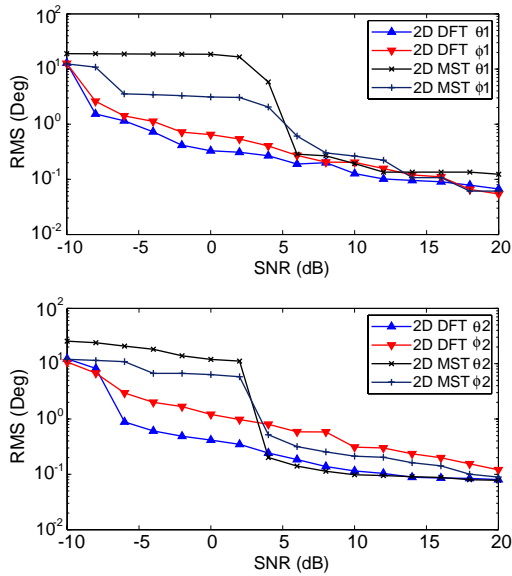 10²
10¹
10⁰
10⁻¹
10⁻²
RMS (Deg)
-10 -5 0 5 10 15 20
SNR (dB)
2D DFT θ1
2D DFT ϕ1
2D MST θ1
2D MST ϕ1
10²
10¹
10⁰
10⁻¹
10⁻²
RMS (Deg)
-10 -5 0 5 10 15 20
SNR (dB)
2D DFT θ2
2D DFT ϕ2
2D MST θ2
2D MST ϕ2